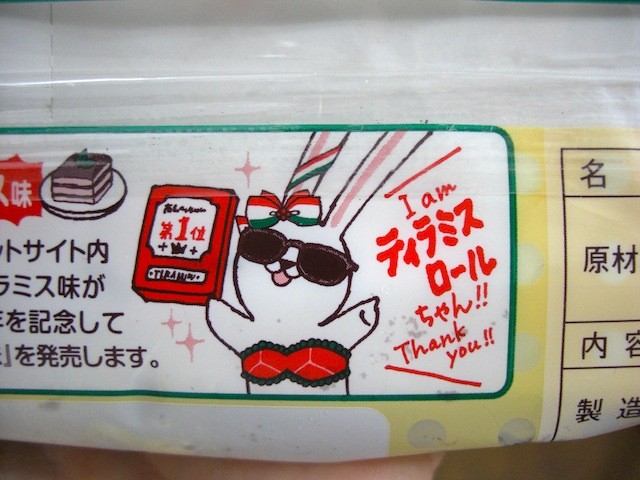 ス味
ットサイト内
ラミス味が
を記念して
』を発売します。
第1位
TIRAMISU
I am
ティラミス
ロール
ちゃん!!
Thank
you!!
名
原材
内容
製造